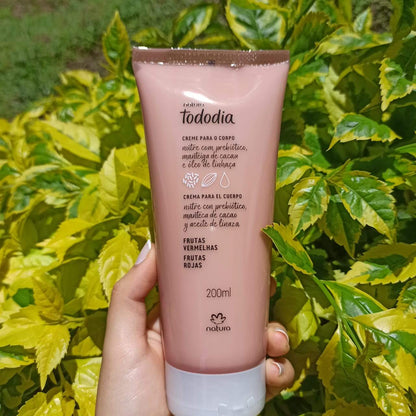 natura
Tododia
CREME PARA O CORPO
nutre com prebiótico,
manteiga de cacau
e óleo de linhaça
CREMA PARA EL CUERPO
nutre con prebiótico,
manteca de cacao
y aceite de linaza
FRUTAS
VERMELHAS
FRUTAS
ROJAS
200ml
natura